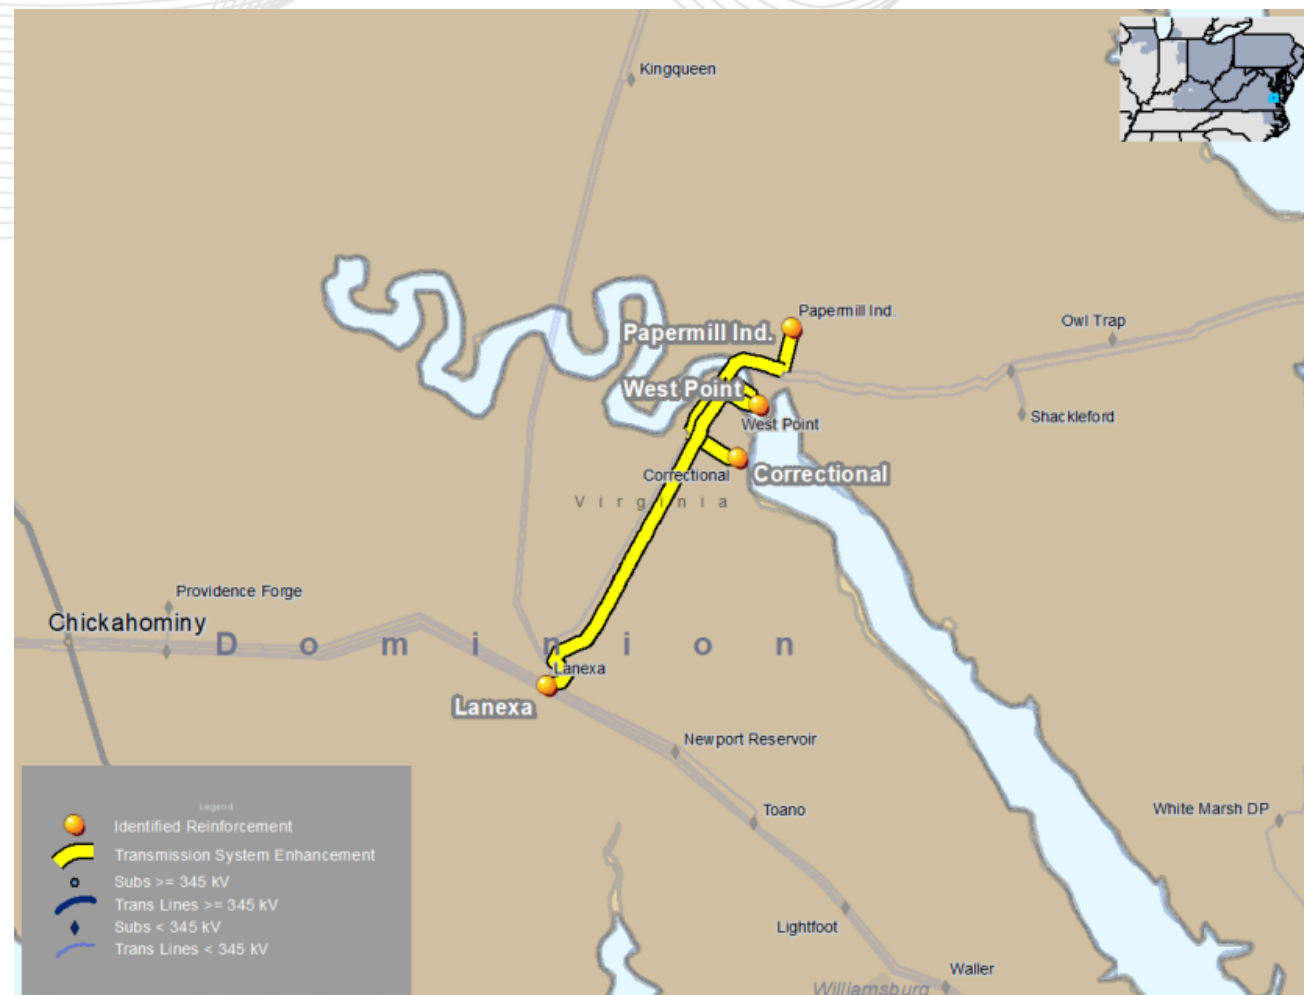 Kingqueen
Papermill Ind.
Papermill Ind.
Owl Trap
West Point
West Point
Shackleford
Correctional
Correctional
Virginia
Providence Forge
Chickahominy
Dominion
Lanexa
Lanexa
Newport Reservoir
Toano
White Marsh DP
Lightfoot
Waller
Williamsburg
Legend
Identified Reinforcement
Transmission System Enhancement
Subs >= 345 kV
Trans Lines >= 345 kV
Subs < 345 kV
Trans Lines < 345 kV